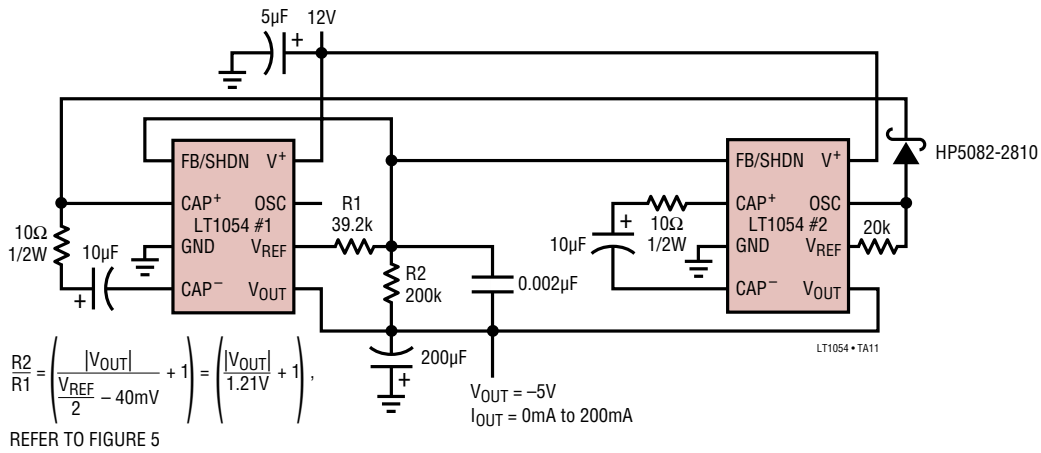 5µF 12V
FB/SHDN V+
CAP+ OSC
LT1054 #1
GND VREF
CAP– VOUT
10Ω
1/2W
10µF
+
+
R1
39.2k
R2
200k
0.002µF
200µF
+
VOUT = –5V
IOUT = 0mA to 200mA
FB/SHDN V+
CAP+ OSC
LT1054 #2
GND VREF
CAP– VOUT
+
10µF
10Ω
1/2W
20k
HP5082-2810
LT1054 • TA11
R2/R1 = (|VOUT|/(VREF/2 – 40mV) + 1) = (|VOUT|/1.21V + 1),
REFER TO FIGURE 5